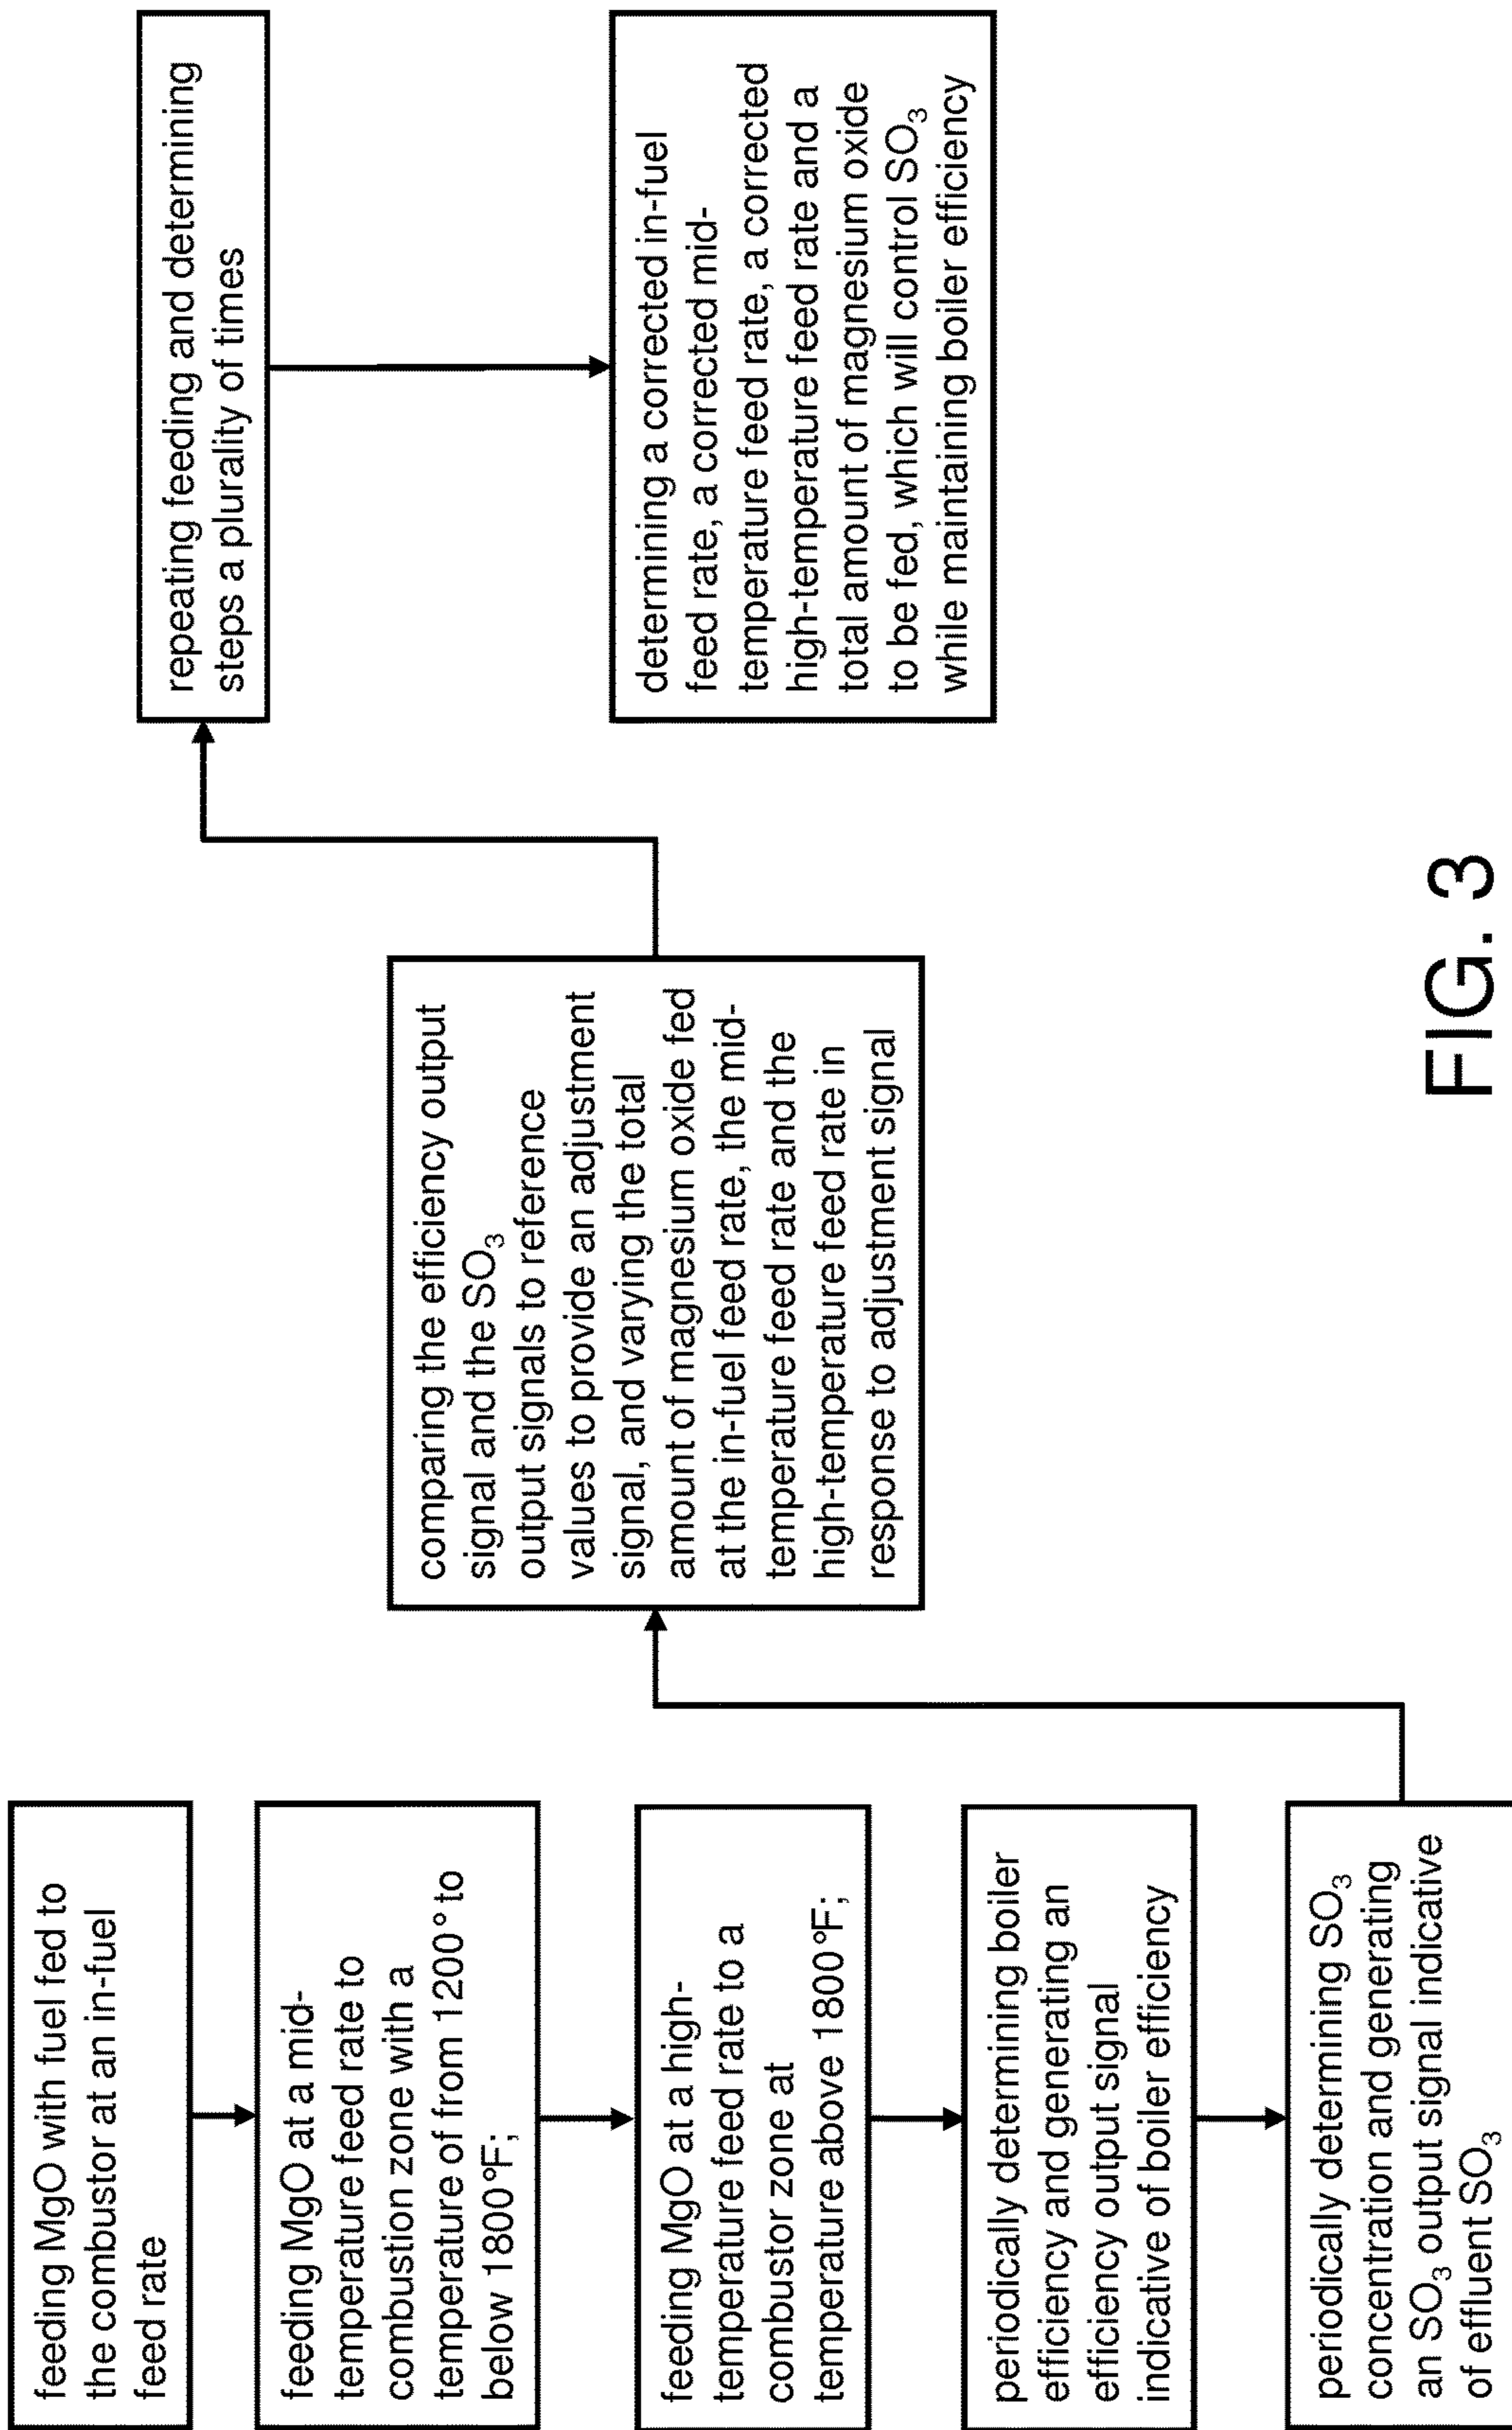 feeding MgO with fuel fed to
the combustor at an in-fuel
feed rate
feeding MgO at a mid-
temperature feed rate to
combustion zone with a
temperature of from 1200° to
below 1800°F;
feeding MgO at a high-
temperature feed rate to a
combustor zone at
temperature above 1800°F;
periodically determining boiler
efficiency and generating an
efficiency output signal
indicative of boiler efficiency
periodically determining SO₃
concentration and generating
an SO₃ output signal indicative
of effluent SO₃
comparing the efficiency output
signal and the SO₃
output signals to reference
values to provide an adjustment
signal, and varying the total
amount of magnesium oxide fed
at the in-fuel feed rate, the mid-
temperature feed rate and the
high-temperature feed rate in
response to adjustment signal
repeating feeding and determining
steps a plurality of times
determining a corrected in-fuel
feed rate, a corrected mid-
temperature feed rate, a corrected
high-temperature feed rate and a
total amount of magnesium oxide
to be fed, which will control SO₃
while maintaining boiler efficiency
FIG. 3